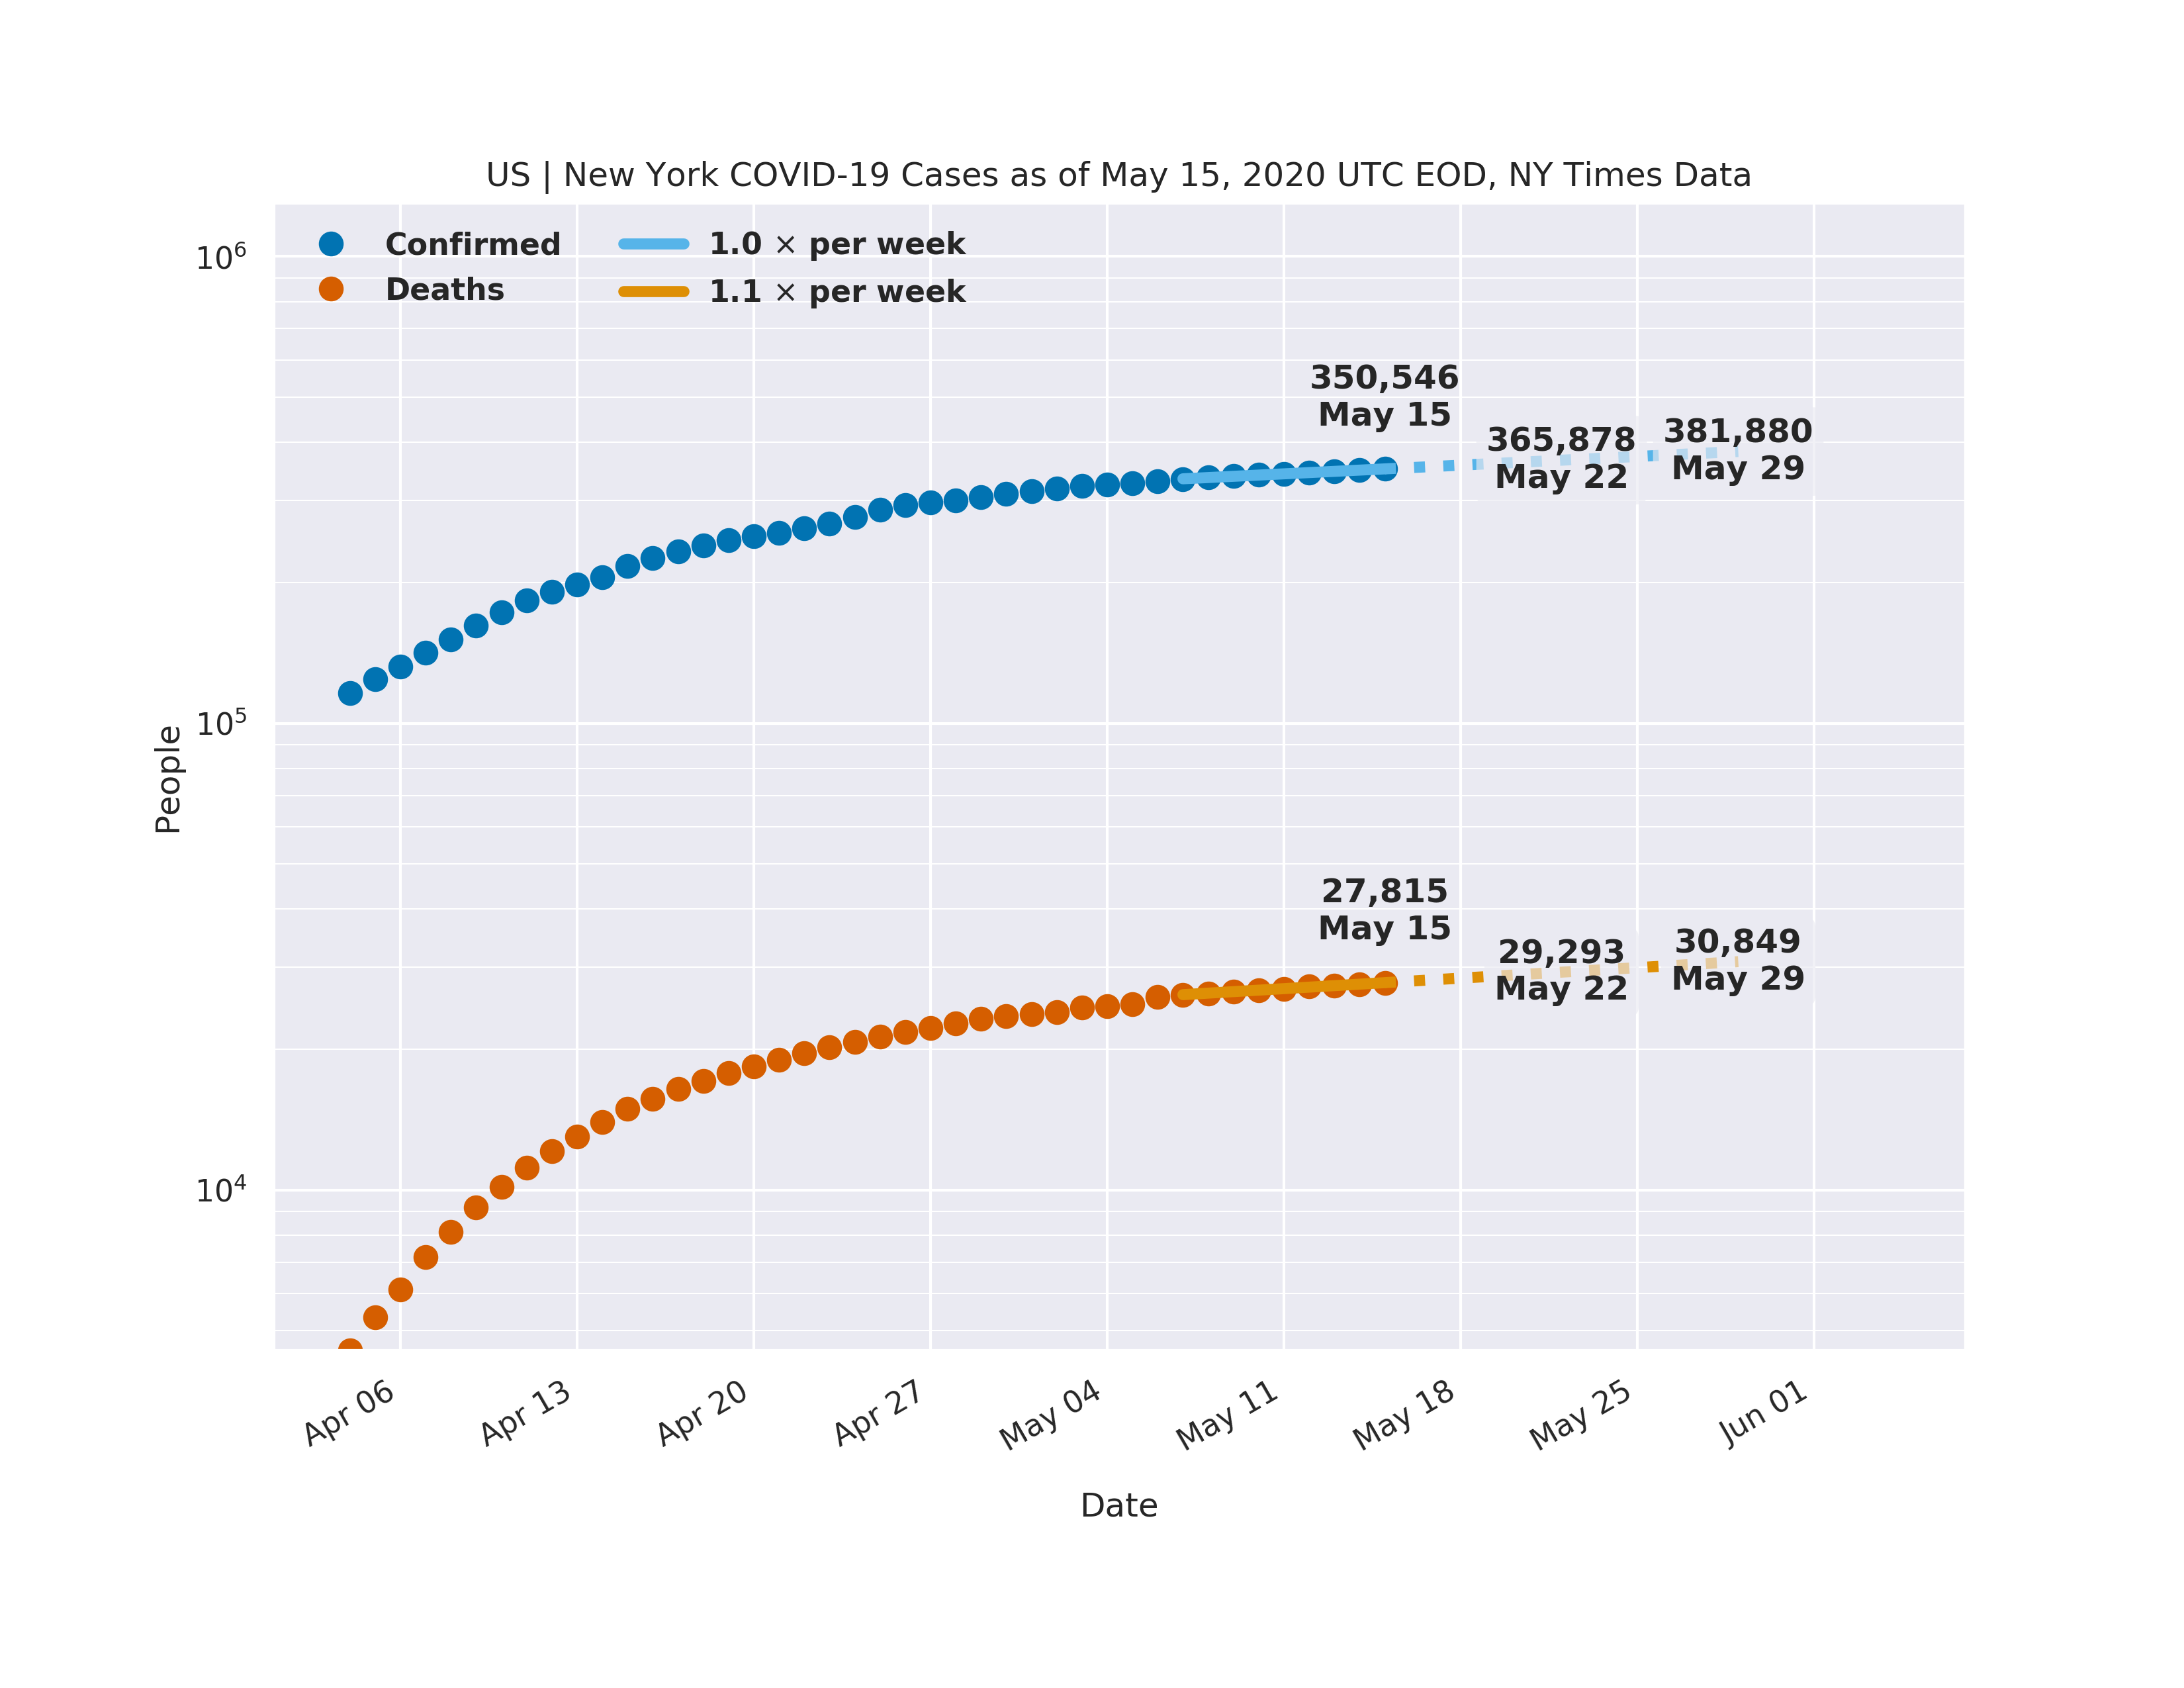 US | New York COVID-19 Cases as of May 15, 2020 UTC EOD, NY Times Data
Confirmed
Deaths
1.0 × per week
1.1 × per week
10⁶
10⁵
10⁴
People
350,546
May 15
365,878
May 22
381,880
May 29
27,815
May 15
29,293
May 22
30,849
May 29
Apr 06
Apr 13
Apr 20
Apr 27
May 04
May 11
May 18
May 25
Jun 01
Date